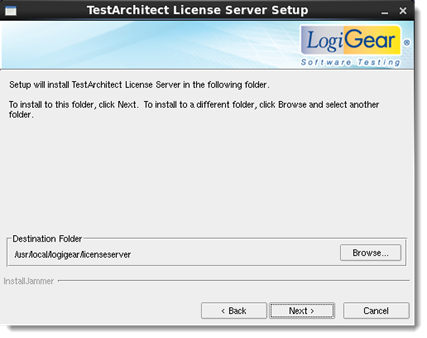 TestArchitect License Server Setup
LogiGear ®
Software Testing
Setup will install TestArchitect License Server in the following folder.
To install to this folder, click Next. To install to a different folder, click Browse and select another
folder.
Destination Folder
/usr/local/logigear/licenseserver
Browse...
InstallJammer
< Back
Next >
Cancel